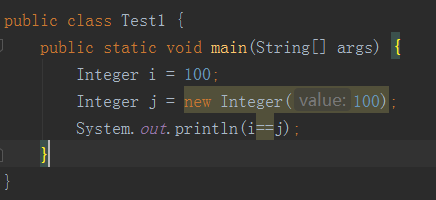 public class Test1 {
    public static void main(String[] args) {
        Integer i = 100;
        Integer j = new Integer( value: 100);
        System.out.println(i==j);
    }
}